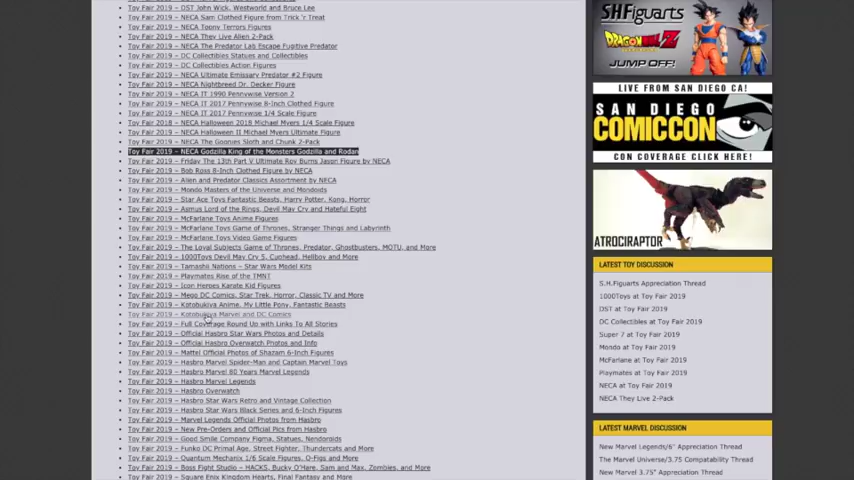 Toy Fair 2019 – DST John Wick, Westworld and Bruce Lee
Toy Fair 2019 – NECA Sam Clothed Figure from Trick 'r Treat
Toy Fair 2019 – NECA Toony Terrors Figures
Toy Fair 2019 – NECA They Live Alien 2-Pack
Toy Fair 2019 – NECA The Predator Lab Escape Fugitive Predator
Toy Fair 2019 – DC Collectibles Statues and Collectibles
Toy Fair 2019 – DC Collectibles Action Figures
Toy Fair 2019 – NECA Ultimate Emissary Predator #2 Figure
Toy Fair 2019 – NECA Nightbreed Dr. Decker Figure
Toy Fair 2019 – NECA IT 1990 Pennywise Version 2
Toy Fair 2019 – NECA IT 2017 Pennywise 8-Inch Clothed Figure
Toy Fair 2019 – NECA IT 2017 Pennywise 1/4 Scale Figure
Toy Fair 2018 – NECA Halloween 2018 Michael Myers 1/4 Scale Figure
Toy Fair 2019 – NECA Halloween II Michael Myers Ultimate Figure
Toy Fair 2019 – NECA The Goonies Sloth and Chunk 2-Pack
Toy Fair 2019 – NECA Godzilla King of the Monsters Godzilla and Rodan
Toy Fair 2019 – Friday The 13th Part V Ultimate Roy Burns Jason Figure by NECA
Toy Fair 2019 – Bob Ross 8-Inch Clothed Figure by NECA
Toy Fair 2019 – Alien and Predator Classics Assortment by NECA
Toy Fair 2019 – Mondo Masters of the Universe and Mondoids
Toy Fair 2019 – Star Ace Toys Fantastic Beasts, Harry Potter, Kong, Horror
Toy Fair 2019 – Asmus Lord of the Rings, Devil May Cry and Hateful Eight
Toy Fair 2019 – McFarlane Toys Anime Figures
Toy Fair 2019 – McFarlane Toys Game of Thrones, Stranger Things and Labyrinth
Toy Fair 2019 – McFarlane Toys Video Game Figures
Toy Fair 2019 – The Loyal Subjects Game of Thrones, Predator, Ghostbusters, MOTU, and More
Toy Fair 2019 – 1000Toys Devil May Cry 5, Cuphead, Hellboy and More
Toy Fair 2019 – Tamashii Nations – Star Wars Model Kits
Toy Fair 2019 – Playmates Rise of the TMNT
Toy Fair 2019 – Icon Heroes Karate Kid Figures
Toy Fair 2019 – Mego DC Comics, Star Trek, Horror, Classic TV and More
Toy Fair 2019 – Kotobukiya Anime, My Little Pony, Fantastic Beasts
Toy Fair 2019 – Kotobukiya Marvel and DC Comics
Toy Fair 2019 – Full Coverage Round Up with Links To All Stories
Toy Fair 2019 – Official Hasbro Star Wars Photos and Details
Toy Fair 2019 – Official Hasbro Overwatch Photos and Info
Toy Fair 2019 – Mattel Official Photos of Shazam 6-Inch Figures
Toy Fair 2019 – Hasbro Marvel Spider-Man and Captain Marvel Toys
Toy Fair 2019 – Hasbro Marvel 80 Years Marvel Legends
Toy Fair 2019 – Hasbro Marvel Legends
Toy Fair 2019 – Hasbro Overwatch
Toy Fair 2019 – Hasbro Star Wars Retro and Vintage Collection
Toy Fair 2019 – Hasbro Star Wars Black Series and 6-Inch Figures
Toy Fair 2019 – Marvel Legends Official Photos from Hasbro
Toy Fair 2019 – New Pre-Orders and Official Pics from Hasbro
Toy Fair 2019 – Good Smile Company Figma, Statues, Nendoroids
Toy Fair 2019 – Funko DC Primal Age, Street Fighter, Thundercats and More
Toy Fair 2019 – Quantum Mechanix 1/6 Scale Figures, Q-Figs and More
Toy Fair 2019 – Boss Fight Studio – HACKS, Bucky O'Hare, Sam and Max, Zombies, and More
Toy Fair 2019 – Square Enix Kingdom Hearts, Final Fantasy and More
S.H.Figuarts
DRAGONBALL Z
JUMP OFF!
LIVE FROM SAN DIEGO CA!
SAN DIEGO
COMICCON
CON COVERAGE CLICK HERE!
ATROCIRAPTOR
LATEST TOY DISCUSSION
S.H.Figuarts Appreciation Thread
1000Toys at Toy Fair 2019
DST at Toy Fair 2019
DC Collectibles at Toy Fair 2019
Super 7 at Toy Fair 2019
Mondo at Toy Fair 2019
McFarlane at Toy Fair 2019
Playmates at Toy Fair 2019
NECA at Toy Fair 2019
NECA They Live 2-Pack
LATEST MARVEL DISCUSSION
New Marvel Legends/6" Appreciation Thread
The Marvel Universe/3.75 Compatability Thread
New Marvel 3.75" Appreciation Thread